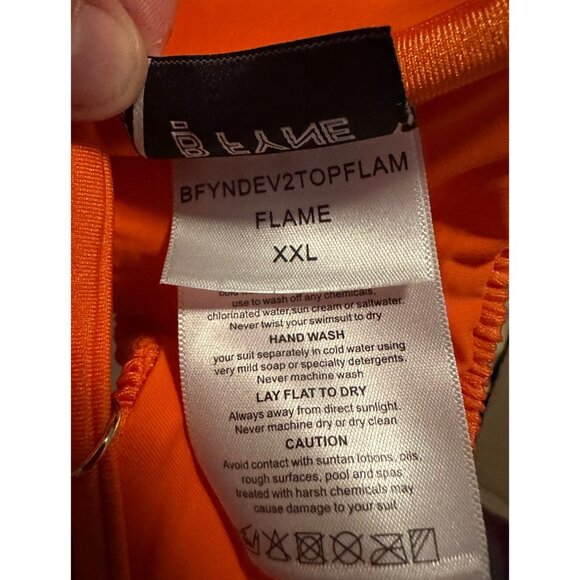 B.FYNE
BFYNDEV2TOPFLAM
FLAME
XXL
use to wash off any chemicals,
chlorinated water,sun cream or saltwater.
Never twist your swimsuit to dry
HAND WASH
your suit separately in cold water using
very mild soap or specialty detergents.
Never machine wash
LAY FLAT TO DRY
Always away from direct sunlight.
Never machine dry or dry clean
CAUTION
Avoid contact with suntan lotions, oils,
rough surfaces, pool and spas
treated with harsh chemicals may
cause damage to your suit